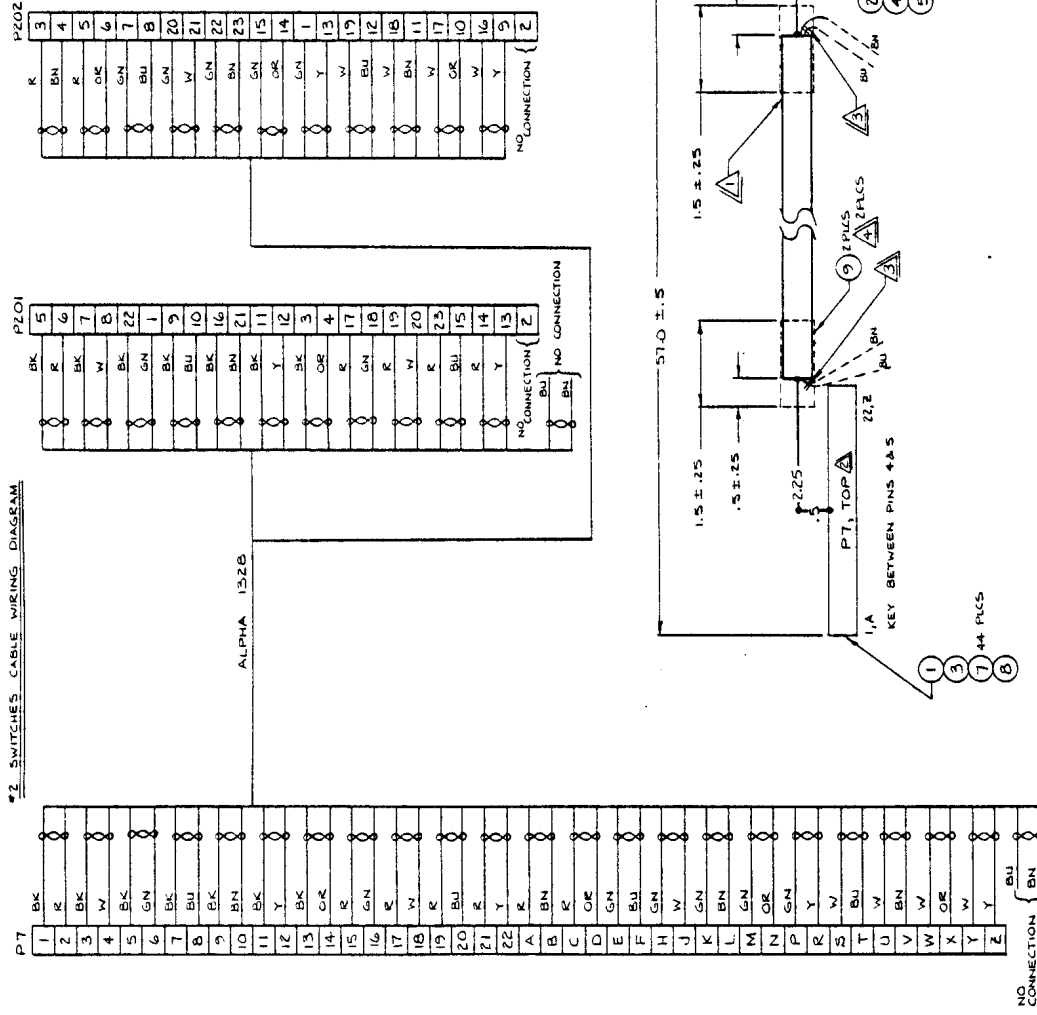 #2 SWITCHES CABLE WIRING DIAGRAM
P7
1 BK
2 R
3 BK
4 W
5 BK
6 GN
7 BK
8 BU
9 BK
10 BN
11 BK
12 Y
13 BK
14 OR
15 R
16 GN
17 R
18 W
19 R
20 BU
21 R
22 Y
A R
B BN
C R
D OR
E GN
F BU
H GN
J W
K GN
L BN
M GN
N OR
P GN
R Y
S W
T BU
U W
V BN
W W
X OR
Y W
Z Y
NO CONNECTION { BU
BN
ALPHA 1328
P201
BK 5
R 6
BK 7
W 8
BK 22
GN 1
BK 9
BU 10
BK 16
BN 21
BK 11
Y 12
BK 3
OR 4
R 17
GN 18
R 19
W 20
R 23
BU 15
R 14
Y 13
NO CONNECTION { 2
BU
BN } NO CONNECTION
P202
R 3
BN 4
R 5
OR 6
GN 7
BU 8
GN 20
W 21
GN 22
BN 23
GN 15
OR 14
GN 1
Y 13
W 19
BU 12
W 18
BN 11
W 17
OR 10
W 16
Y 9
NO CONNECTION { 2
57.0 ± .5
1.5 ± .25
.5 ± .25
2.25
.5
P7, TOP 2
1,A
22,Z
KEY BETWEEN PINS 4&5
1
3
7 44 PLCS
8
BU
BN
3
9 2 PLCS
4 2 PLCS
1.5 ± .25
1
3
BU
BN
2
4
5